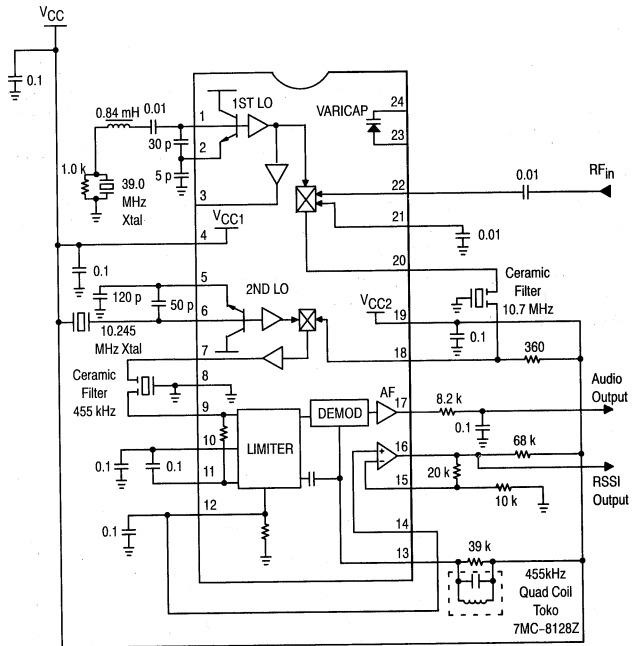 VCC
0.1
0.84 mH
0.01
1
1ST LO
30 p
2
5 p
1.0 k
39.0
MHz
Xtal
3
VARICAP
24
23
22
0.01
RFin
21
0.01
20
4
VCC1
0.1
5
120 p
50 p
2ND LO
6
10.245
MHz Xtal
7
Ceramic
Filter
10.7 MHz
VCC2
19
0.1
18
360
Ceramic
Filter
455 kHz
8
9
10
0.1
0.1
11
LIMITER
DEMOD
AF
17
8.2 k
0.1
Audio
Output
+
−
16
68 k
20 k
RSSI
Output
15
10 k
12
0.1
14
13
39 k
455kHz
Quad Coil
Toko
7MC–8128Z